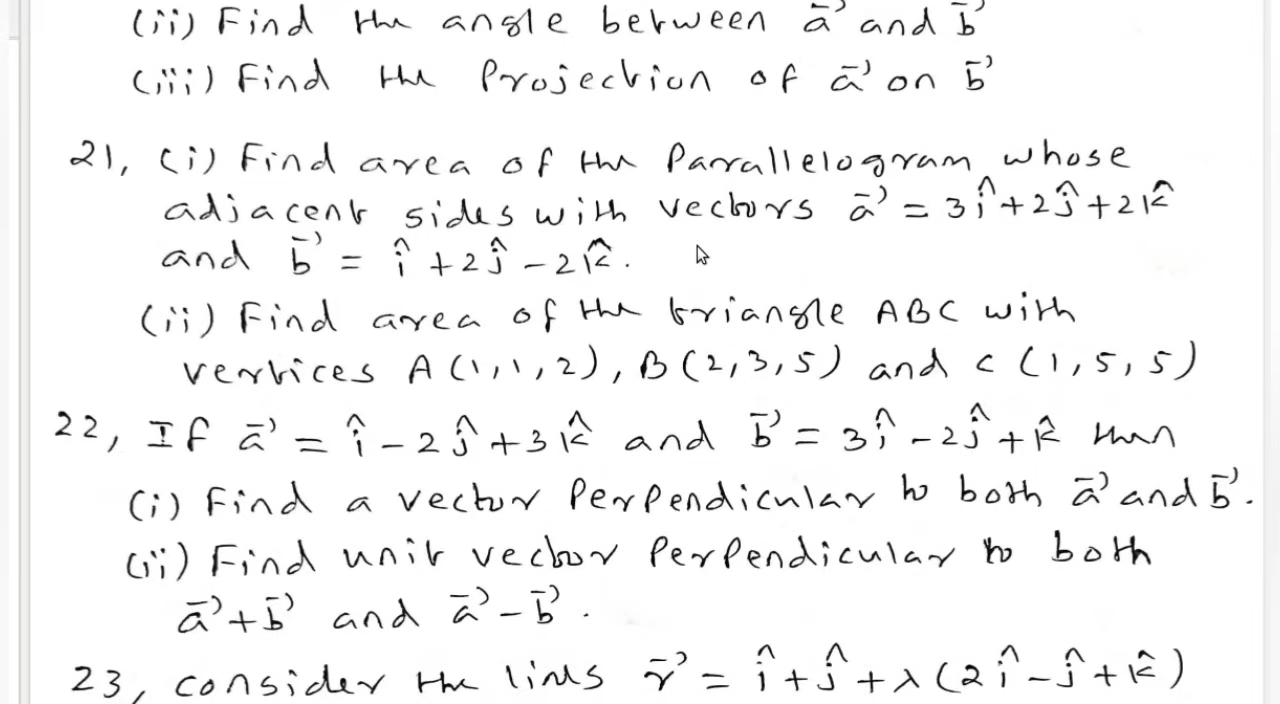 (ii) Find the angle between a⃗ and b⃗
(iii) Find the Projection of a⃗ on b⃗
21, (i) Find area of the Parallelogram whose
adjacent sides with vectors a⃗ = 3î+2ĵ+2k̂
and b⃗ = î+2ĵ-2k̂.
(ii) Find area of the triangle ABC with
vertices A(1,1,2), B(2,3,5) and C(1,5,5)
22, If a⃗ = î-2ĵ+3k̂ and b⃗ = 3î-2ĵ+k̂ then
(i) Find a vector Perpendicular to both a⃗ and b⃗.
(ii) Find unit vector Perpendicular to both
a⃗+b⃗ and a⃗-b⃗.
23, consider the lines r⃗ = î+ĵ+λ(2î-ĵ+k̂)